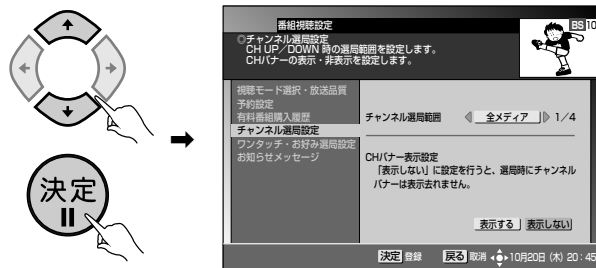 決定
番組視聴設定
◎チャンネル選局設定
CH UP／DOWN 時の選局範囲を設定します。
CHバナーの表示・非表示を設定します。
BS10
視聴モード選択・放送品質
予約設定
有料番組購入履歴
チャンネル選局設定
ワンタッチ・お好み選局設定
お知らせメッセージ
チャンネル選局範囲 全メディア 1／4
CHバナー表示設定
「表示しない」に設定を行うと、選局時にチャンネル
バナーは表示去れません。
表示する 表示しない
決定 登録 戻る 取消 10月20日 (木) 20：45